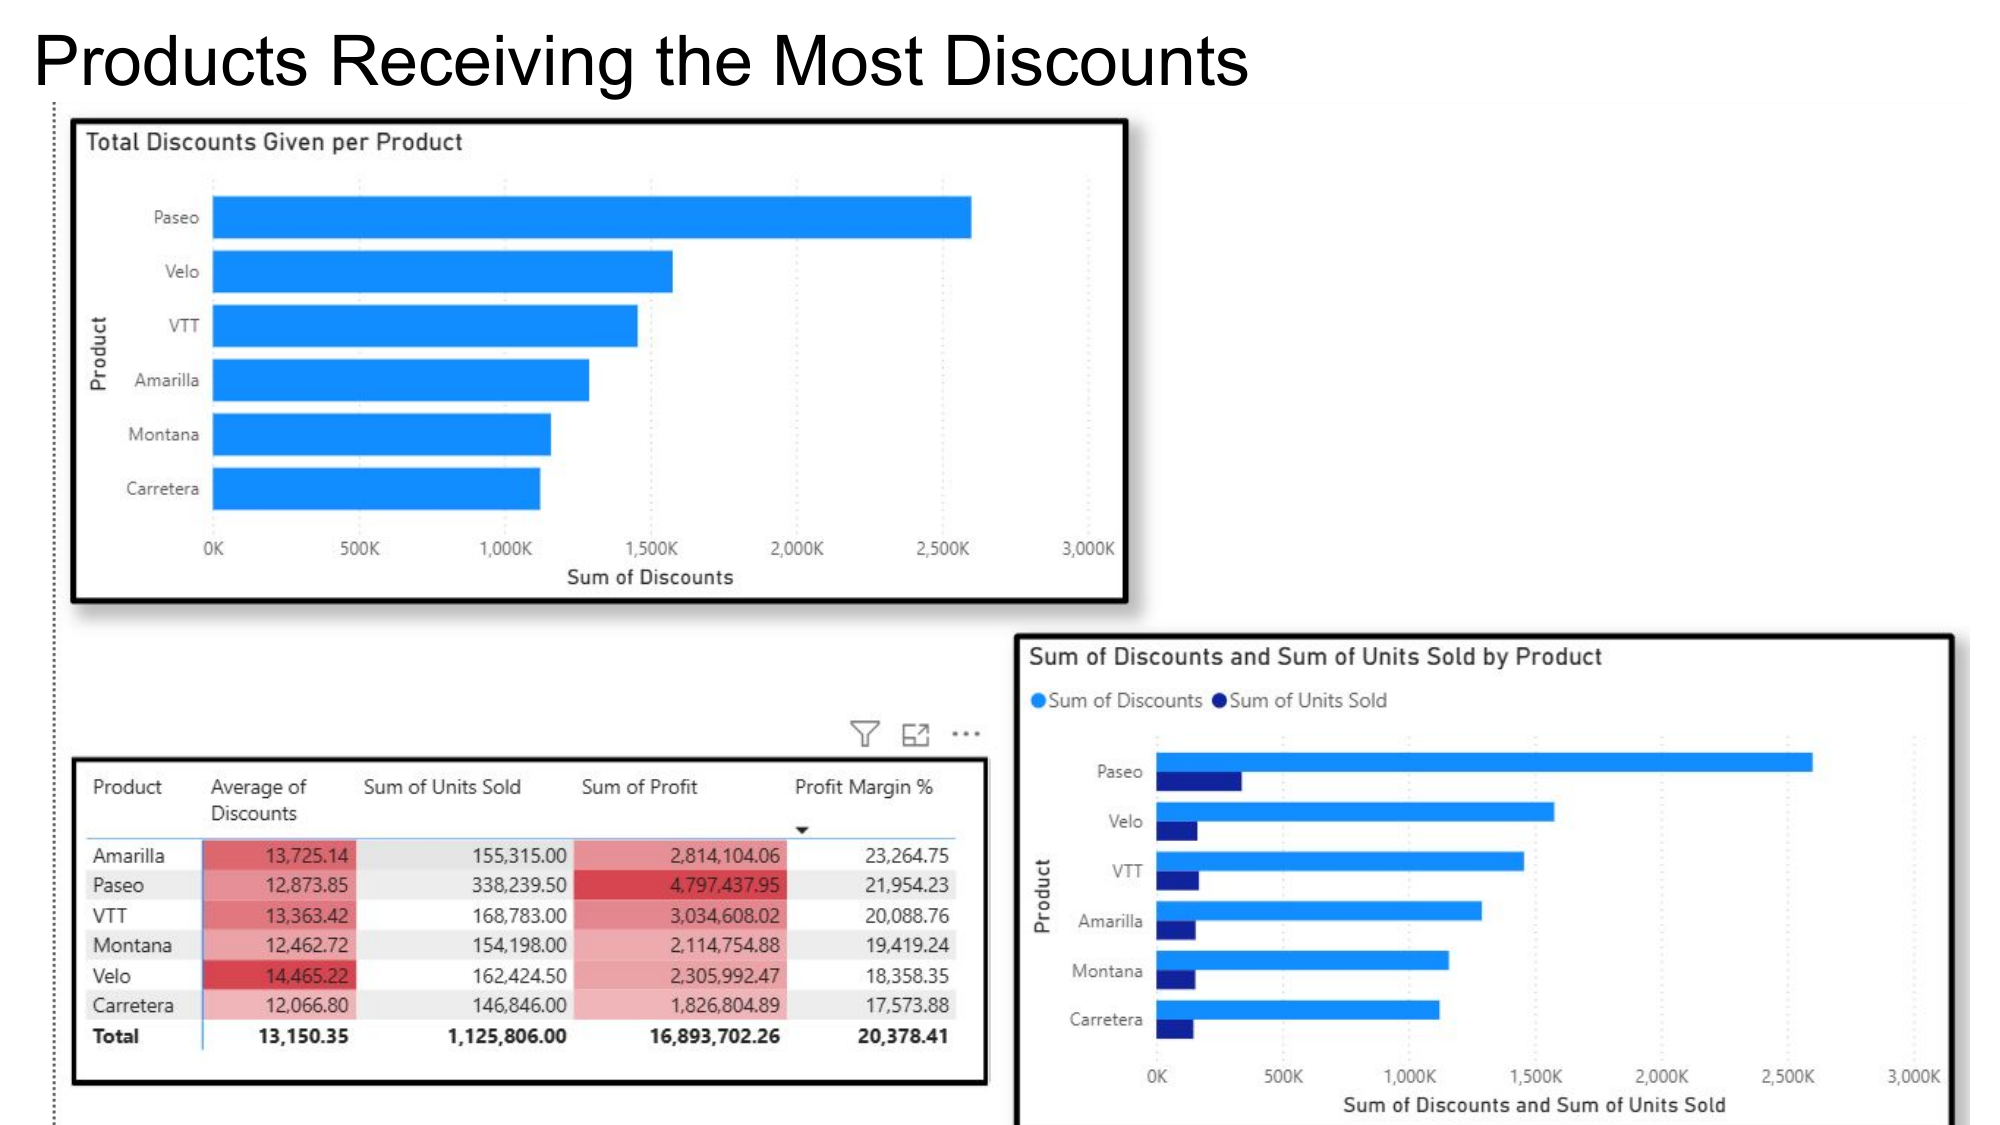 Products Receiving the Most Discounts
Total Discounts Given per Product
Product
Paseo
Velo
VTT
Amarilla
Montana
Carretera
0K 500K 1,000K 1,500K 2,000K 2,500K 3,000K
Sum of Discounts
Product Average of Discounts Sum of Units Sold Sum of Profit Profit Margin %
Amarilla 13,725.14 155,315.00 2,814,104.06 23,264.75
Paseo 12,873.85 338,239.50 4,797,437.95 21,954.23
VTT 13,363.42 168,783.00 3,034,608.02 20,088.76
Montana 12,462.72 154,198.00 2,114,754.88 19,419.24
Velo 14,465.22 162,424.50 2,305,992.47 18,358.35
Carretera 12,066.80 146,846.00 1,826,804.89 17,573.88
Total 13,150.35 1,125,806.00 16,893,702.26 20,378.41
Sum of Discounts and Sum of Units Sold by Product
Sum of Discounts Sum of Units Sold
Product
Paseo
Velo
VTT
Amarilla
Montana
Carretera
0K 500K 1,000K 1,500K 2,000K 2,500K 3,000K
Sum of Discounts and Sum of Units Sold